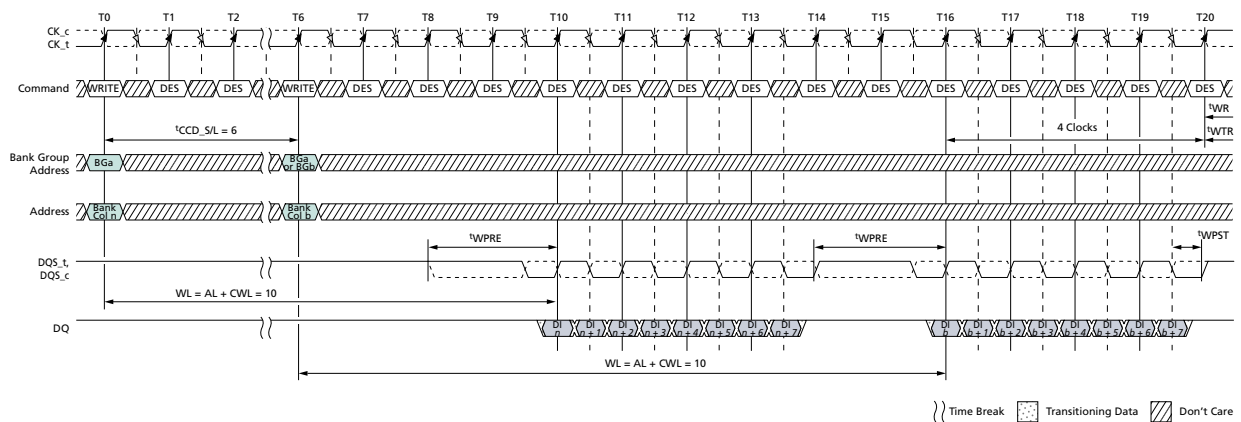 T0 T1 T2 T6 T7 T8 T9 T10 T11 T12 T13 T14 T15 T16 T17 T18 T19 T20
CK_c
CK_t
Command WRITE DES DES WRITE DES DES DES DES DES DES DES DES DES DES DES DES DES DES
tWR
tCCD_S/L = 6 4 Clocks tWTR
Bank Group
Address
BGa
BGa
or BGb
Address
Bank
Col n
Bank
Col b
tWPRE tWPRE tWPST
DQS_t,
DQS_c
WL = AL + CWL = 10
DQ
DI
n
DI
n + 1
DI
n + 2
DI
n + 3
DI
n + 4
DI
n + 5
DI
n + 6
DI
n + 7
DI
b
DI
b + 1
DI
b + 2
DI
b + 3
DI
b + 4
DI
b + 5
DI
b + 6
DI
b + 7
WL = AL + CWL = 10
Time Break Transitioning Data Don't Care